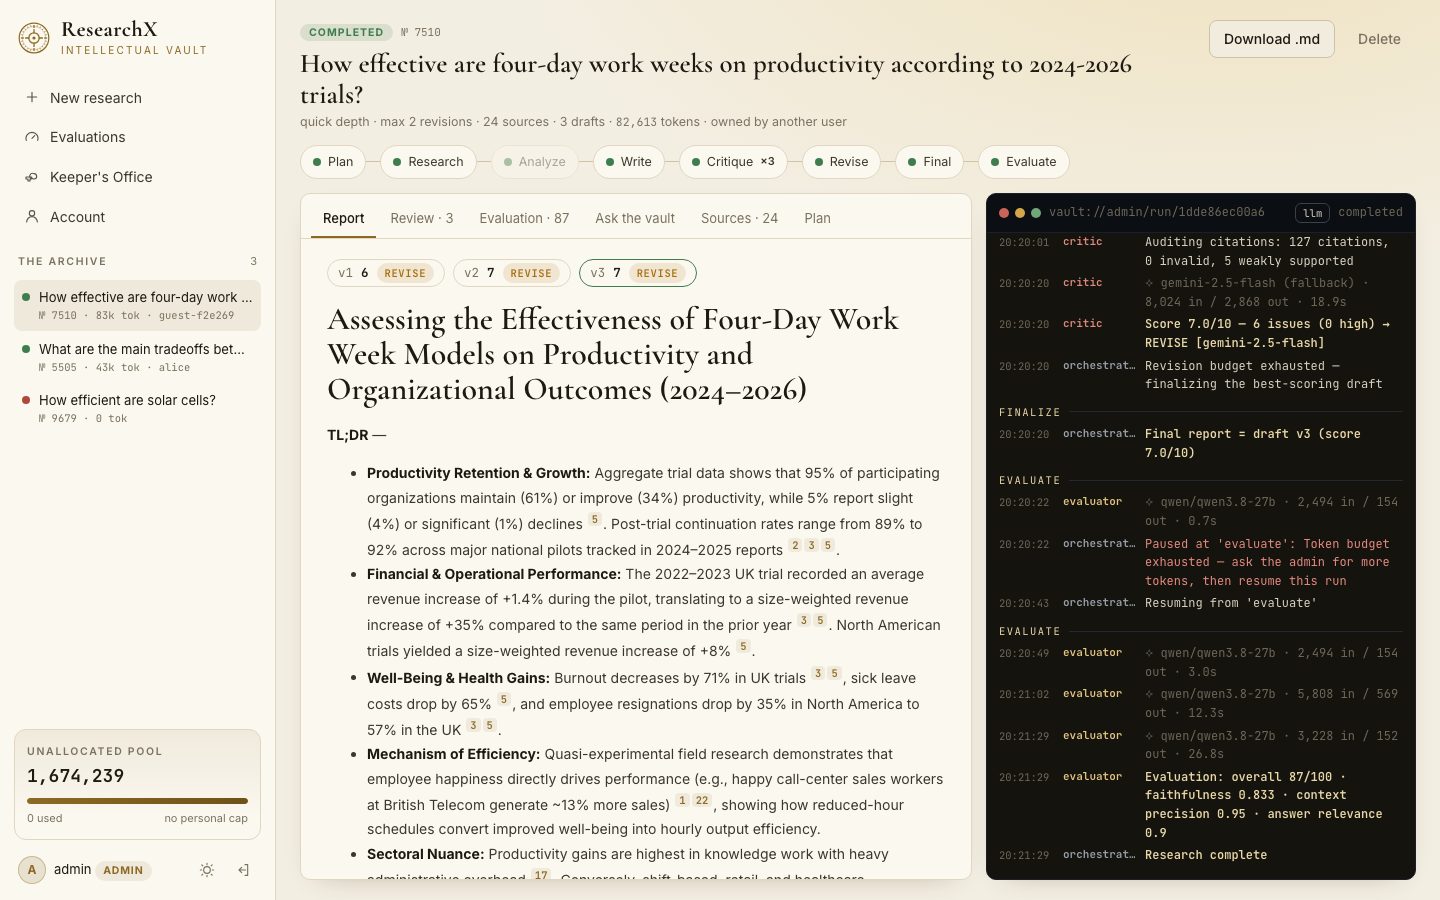 ResearchX
INTELLECTUAL VAULT
New research
Evaluations
Keeper's Office
Account
THE ARCHIVE 3
How effective are four-day work ...
№ 7510 · 83k tok · guest-f2e269
What are the main tradeoffs bet...
№ 5505 · 43k tok · alice
How efficient are solar cells?
№ 9679 · 0 tok
UNALLOCATED POOL
1,674,239
0 used no personal cap
A admin ADMIN
COMPLETED № 7510
How effective are four-day work weeks on productivity according to 2024-2026
trials?
quick depth · max 2 revisions · 24 sources · 3 drafts · 82,613 tokens · owned by another user
Download .md Delete
Plan Research Analyze Write Critique ×3 Revise Final Evaluate
Report Review · 3 Evaluation · 87 Ask the vault Sources · 24 Plan
v1 6 REVISE v2 7 REVISE v3 7 REVISE
Assessing the Effectiveness of Four-Day Work
Week Models on Productivity and
Organizational Outcomes (2024–2026)
TL;DR —
Productivity Retention & Growth: Aggregate trial data shows that 95% of participating
organizations maintain (61%) or improve (34%) productivity, while 5% report slight
(4%) or significant (1%) declines 5. Post-trial continuation rates range from 89% to
92% across major national pilots tracked in 2024–2025 reports 2 3 5.
Financial & Operational Performance: The 2022–2023 UK trial recorded an average
revenue increase of +1.4% during the pilot, translating to a size-weighted revenue
increase of +35% compared to the same period in the prior year 3 5. North American
trials yielded a size-weighted revenue increase of +8% 5.
Well-Being & Health Gains: Burnout decreases by 71% in UK trials 3 5, sick leave
costs drop by 65% 5, and employee resignations drop by 35% in North America to
57% in the UK 3 5.
Mechanism of Efficiency: Quasi-experimental field research demonstrates that
employee happiness directly drives performance (e.g., happy call-center sales workers
at British Telecom generate ~13% more sales) 1 22, showing how reduced-hour
schedules convert improved well-being into hourly output efficiency.
Sectoral Nuance: Productivity gains are highest in knowledge work with heavy
administrative overhead 17. Conversely, shift-based, retail, and healthcare
vault://admin/run/1dde86ec00a6 llm completed
20:20:01 critic Auditing citations: 127 citations,
0 invalid, 5 weakly supported
20:20:20 critic ✧ gemini-2.5-flash (fallback) ·
8,024 in / 2,868 out · 18.9s
20:20:20 critic Score 7.0/10 — 6 issues (0 high) →
REVISE [gemini-2.5-flash]
20:20:20 orchestrat… Revision budget exhausted —
finalizing the best-scoring draft
FINALIZE
20:20:20 orchestrat… Final report = draft v3 (score
7.0/10)
EVALUATE
20:20:22 evaluator ✧ qwen/qwen3.8-27b · 2,494 in / 154
out · 0.7s
20:20:22 orchestrat… Paused at 'evaluate': Token budget
exhausted — ask the admin for more
tokens, then resume this run
20:20:43 orchestrat… Resuming from 'evaluate'
EVALUATE
20:20:49 evaluator ✧ qwen/qwen3.8-27b · 2,494 in / 154
out · 3.0s
20:21:02 evaluator ✧ qwen/qwen3.8-27b · 5,808 in / 569
out · 12.3s
20:21:29 evaluator ✧ qwen/qwen3.8-27b · 3,228 in / 152
out · 26.8s
20:21:29 evaluator Evaluation: overall 87/100 ·
faithfulness 0.833 · context
precision 0.95 · answer relevance
0.9
20:21:29 orchestrat… Research complete